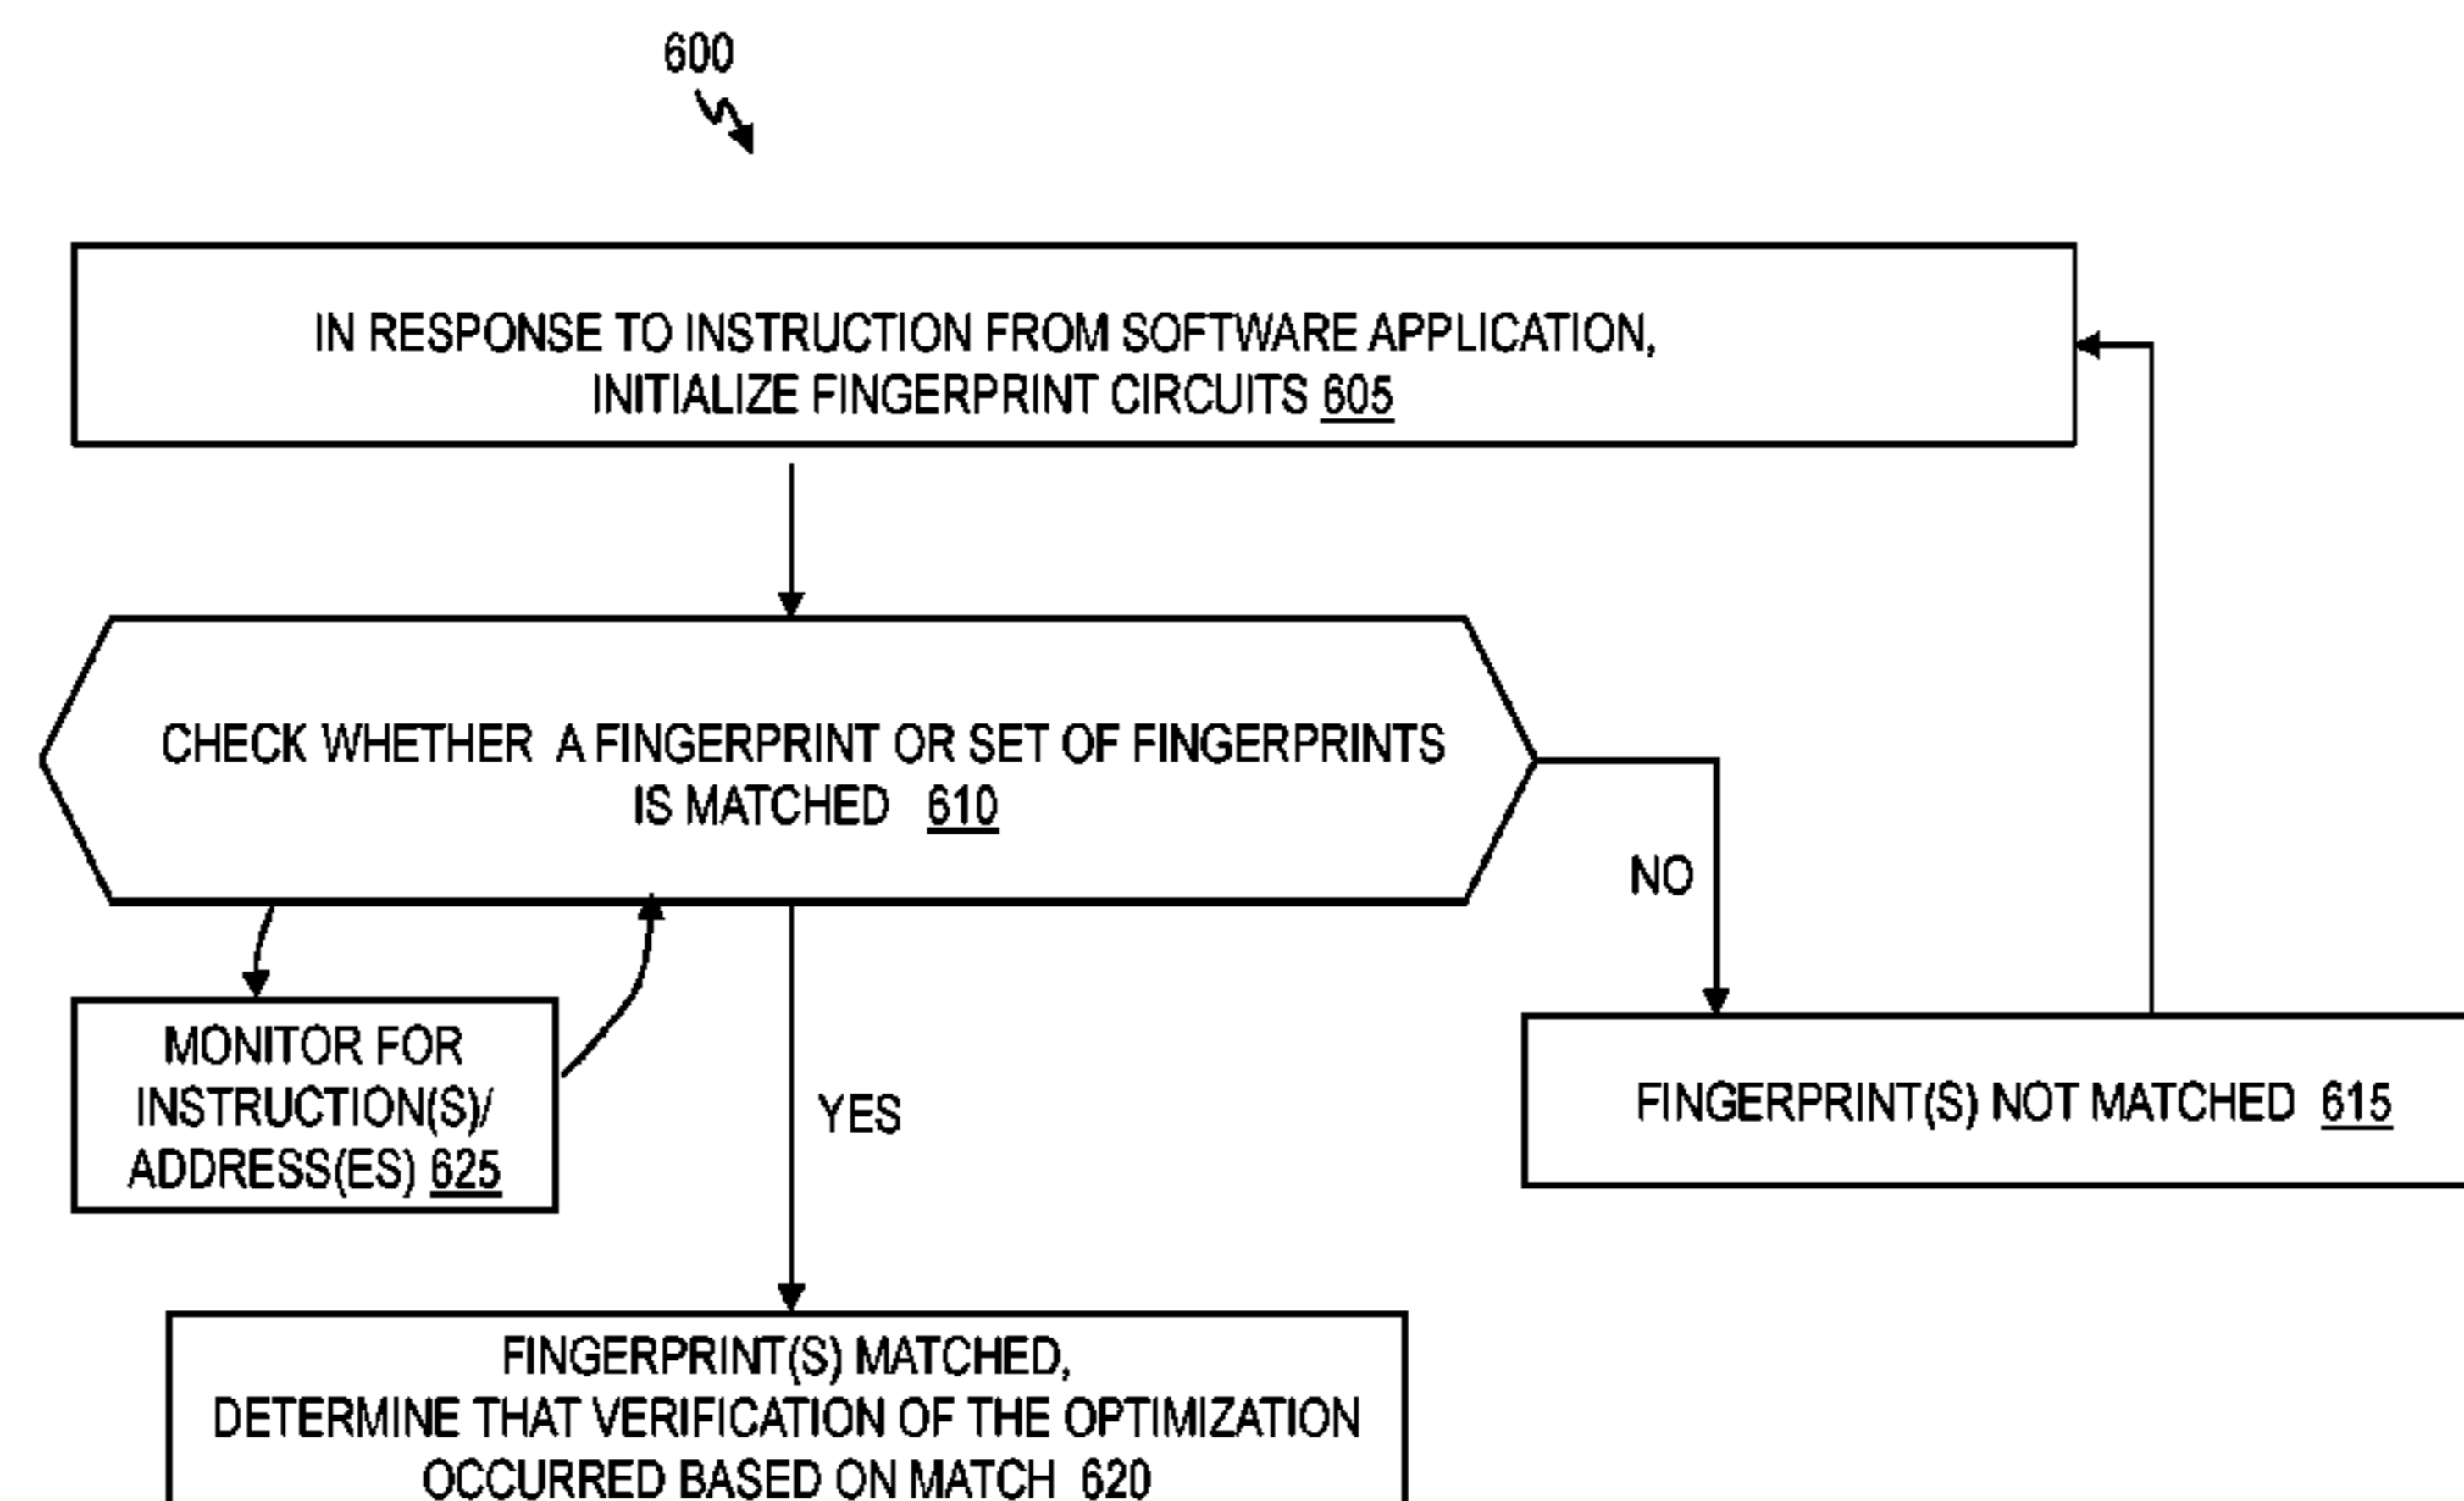 600
IN RESPONSE TO INSTRUCTION FROM SOFTWARE APPLICATION,
INITIALIZE FINGERPRINT CIRCUITS 605
CHECK WHETHER A FINGERPRINT OR SET OF FINGERPRINTS
IS MATCHED 610
NO
MONITOR FOR
INSTRUCTION(S)/
ADDRESS(ES) 625
YES
FINGERPRINT(S) NOT MATCHED 615
FINGERPRINT(S) MATCHED,
DETERMINE THAT VERIFICATION OF THE OPTIMIZATION
OCCURRED BASED ON MATCH 620